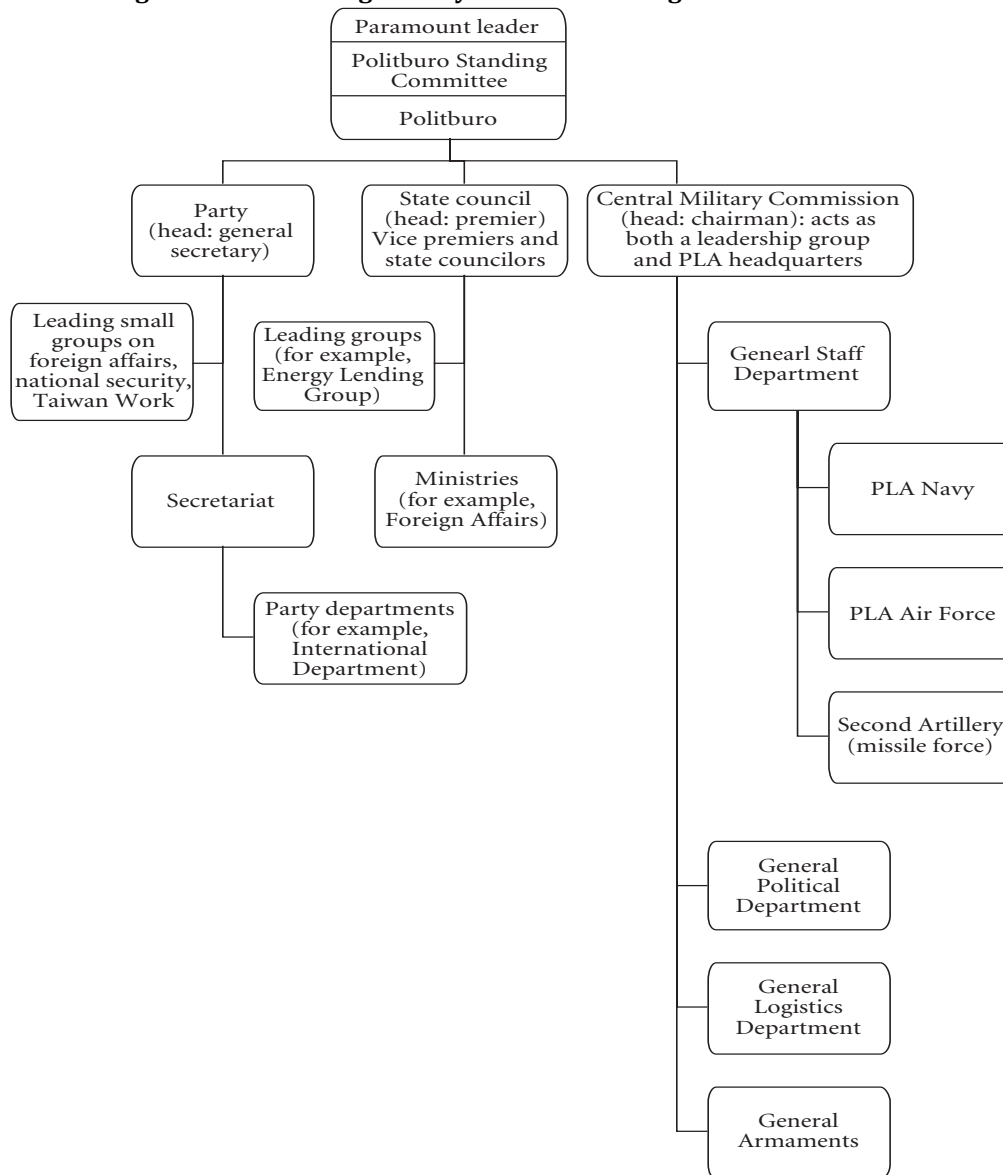 Paramount leader
Politburo Standing
Committee
Politburo
Party
(head: general
secretary)
State council
(head: premier)
Vice premiers and
state councilors
Central Military Commission
(head: chairman): acts as
both a leadership group
and PLA headquarters
Leading small
groups on
foreign affairs,
national security,
Taiwan Work
Leading groups
(for example,
Energy Lending
Group)
Genearl Staff
Department
Secretariat
Ministries
(for example,
Foreign Affairs)
PLA Navy
Party departments
(for example,
International
Department)
PLA Air Force
Second Artillery
(missile force)
General
Political
Department
General
Logistics
Department
General
Armaments